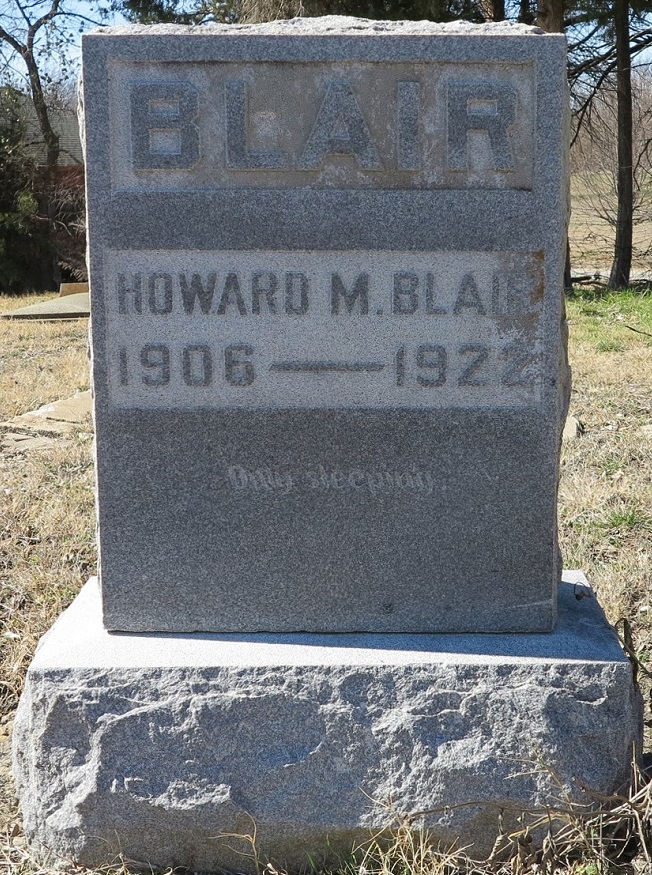 BLAIR
HOWARD M. BLAIR
1906 — 1922
Only sleeping